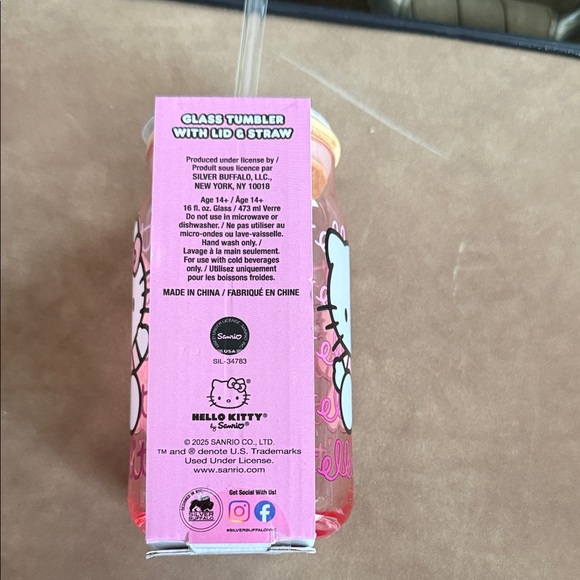 GLASS TUMBLER
WITH LID & STRAW
Produced under license by /
Produit sous licence par
SILVER BUFFALO, LLC.,
NEW YORK, NY 10018
Age 14+ / Âge 14+
16 fl. oz. Glass / 473 ml Verre
Do not use in microwave or
dishwasher. / Ne pas utiliser au
micro-ondes ou lave-vaisselle.
Hand wash only. /
Lavage à la main seulement.
For use with cold beverages
only. / Utilisez uniquement
pour les boissons froides.
MADE IN CHINA / FABRIQUÉ EN CHINE
Sanrio
USA
SIL-34783
HELLO KITTY®
by Sanrio®
© 2025 SANRIO CO., LTD.
™ and ® denote U.S. Trademarks
Used Under License.
www.sanrio.com
SILVER
BUFFALO
Get Social With Us!